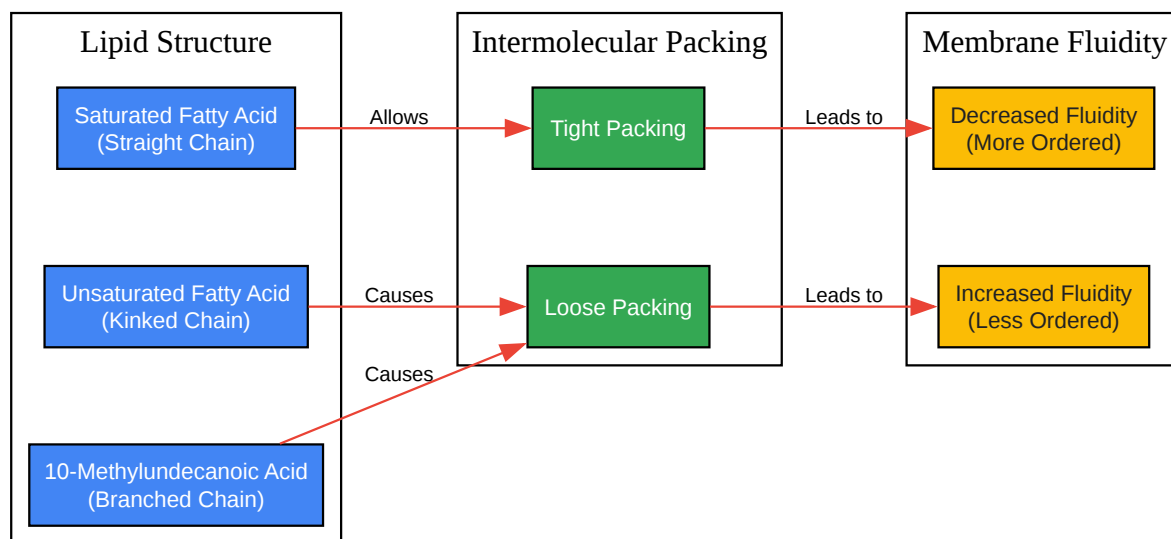 Lipid Structure
Saturated Fatty Acid
(Straight Chain)
Unsaturated Fatty Acid
(Kinked Chain)
10-Methylundecanoic Acid
(Branched Chain)
Allows
Causes
Causes
Intermolecular Packing
Tight Packing
Loose Packing
Leads to
Leads to
Membrane Fluidity
Decreased Fluidity
(More Ordered)
Increased Fluidity
(Less Ordered)